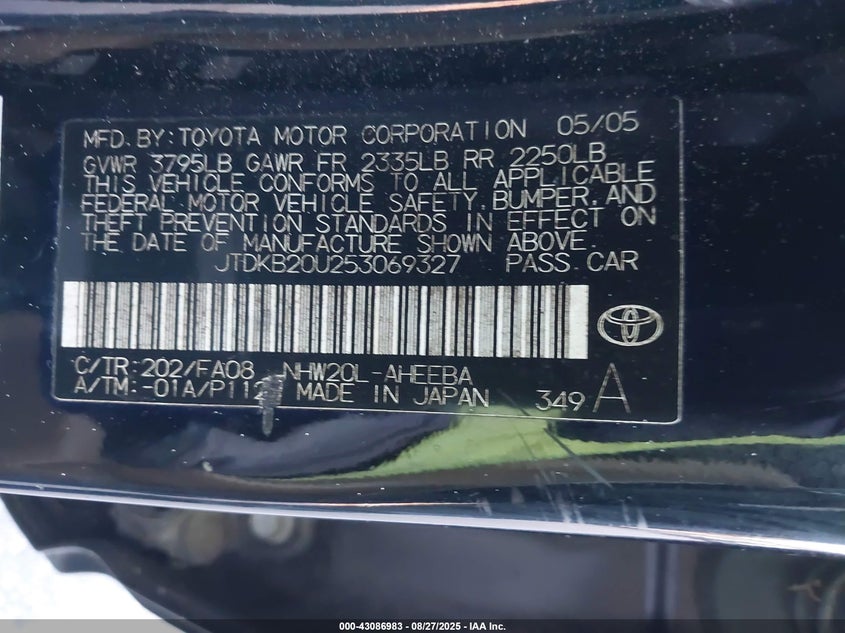 MFD. BY: TOYOTA MOTOR CORPORATION 05/05
GVWR 3795LB GAWR FR 2335LB RR 2250LB
THIS VEHICLE CONFORMS TO ALL APPLICABLE
FEDERAL MOTOR VEHICLE SAFETY, BUMPER, AND
THEFT PREVENTION STANDARDS IN EFFECT ON
THE DATE OF MANUFACTURE SHOWN ABOVE.
JTDKB20U253069327 PASS. CAR
C/TR: 202/FA08 NHW20L-AHEEBA
A/TM: -01A/P112 MADE IN JAPAN 349 A
000-43086983 / 08/27/2025 - IAA Inc.